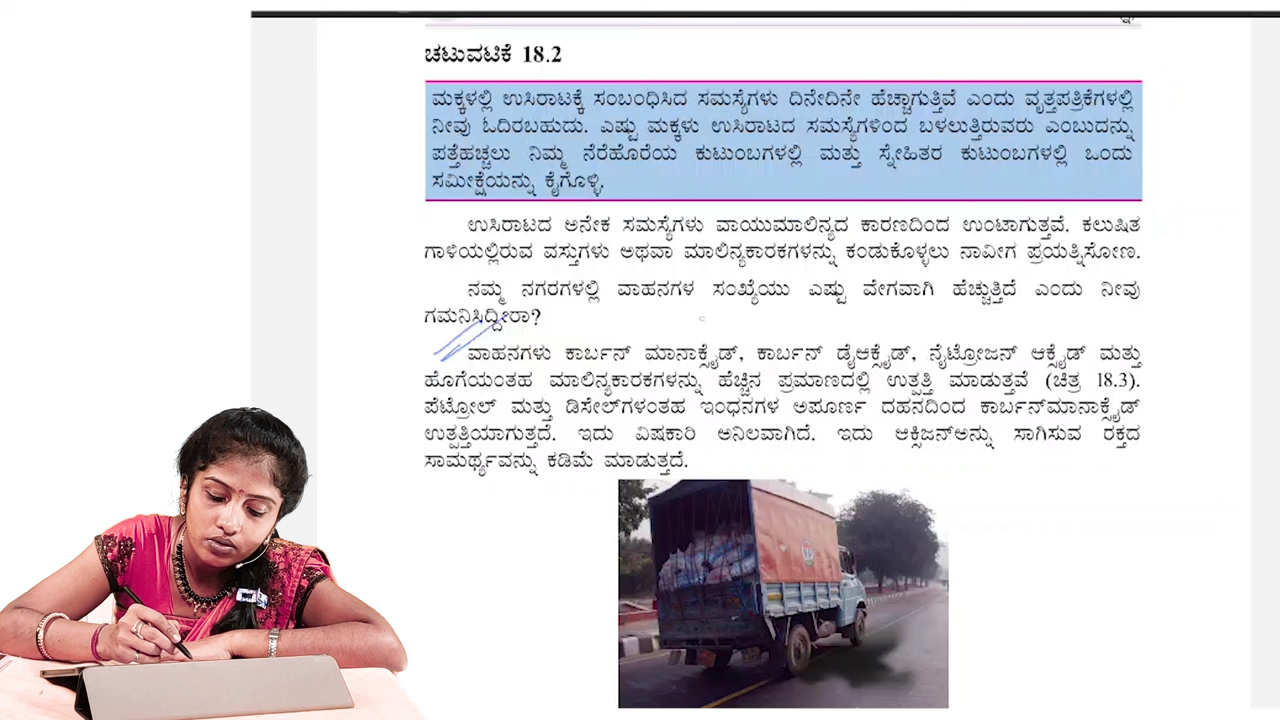 ಚಟುವಟಿಕೆ 18.2
ಮಕ್ಕಳಲ್ಲಿ ಉಸಿರಾಟಕ್ಕೆ ಸಂಬಂಧಿಸಿದ ಸಮಸ್ಯೆಗಳು ದಿನೇದಿನೇ ಹೆಚ್ಚಾಗುತ್ತಿವೆ ಎಂದು ವೃತ್ತಪತ್ರಿಕೆಗಳಲ್ಲಿ
ನೀವು ಓದಿರಬಹುದು. ಎಷ್ಟು ಮಕ್ಕಳು ಉಸಿರಾಟದ ಸಮಸ್ಯೆಗಳಿಂದ ಬಳಲುತ್ತಿರುವರು ಎಂಬುದನ್ನು
ಪತ್ತೆಹಚ್ಚಲು ನಿಮ್ಮ ನೆರೆಹೊರೆಯ ಕುಟುಂಬಗಳಲ್ಲಿ ಮತ್ತು ಸ್ನೇಹಿತರ ಕುಟುಂಬಗಳಲ್ಲಿ ಒಂದು
ಸಮೀಕ್ಷೆಯನ್ನು ಕೈಗೊಳ್ಳಿ.
ಉಸಿರಾಟದ ಅನೇಕ ಸಮಸ್ಯೆಗಳು ವಾಯುಮಾಲಿನ್ಯದ ಕಾರಣದಿಂದ ಉಂಟಾಗುತ್ತವೆ. ಕಲುಷಿತ
ಗಾಳಿಯಲ್ಲಿರುವ ವಸ್ತುಗಳು ಅಥವಾ ಮಾಲಿನ್ಯಕಾರಕಗಳನ್ನು ಕಂಡುಕೊಳ್ಳಲು ನಾವೀಗ ಪ್ರಯತ್ನಿಸೋಣ.
ನಮ್ಮ ನಗರಗಳಲ್ಲಿ ವಾಹನಗಳ ಸಂಖ್ಯೆಯು ಎಷ್ಟು ವೇಗವಾಗಿ ಹೆಚ್ಚುತ್ತಿದೆ ಎಂದು ನೀವು
ಗಮನಿಸಿದ್ದೀರಾ?
ವಾಹನಗಳು ಕಾರ್ಬನ್ ಮಾನಾಕ್ಸೈಡ್, ಕಾರ್ಬನ್ ಡೈಆಕ್ಸೈಡ್, ನೈಟ್ರೋಜನ್ ಆಕ್ಸೈಡ್ ಮತ್ತು
ಹೊಗೆಯಂತಹ ಮಾಲಿನ್ಯಕಾರಕಗಳನ್ನು ಹೆಚ್ಚಿನ ಪ್ರಮಾಣದಲ್ಲಿ ಉತ್ಪತ್ತಿ ಮಾಡುತ್ತವೆ (ಚಿತ್ರ 18.3).
ಪೆಟ್ರೋಲ್ ಮತ್ತು ಡಿಸೇಲ್‌ಗಳಂತಹ ಇಂಧನಗಳ ಅಪೂರ್ಣ ದಹನದಿಂದ ಕಾರ್ಬನ್‌ಮಾನಾಕ್ಸೈಡ್
ಉತ್ಪತ್ತಿಯಾಗುತ್ತದೆ. ಇದು ವಿಷಕಾರಿ ಅನಿಲವಾಗಿದೆ. ಇದು ಆಕ್ಸಿಜನ್‌ಅನ್ನು ಸಾಗಿಸುವ ರಕ್ತದ
ಸಾಮರ್ಥ್ಯವನ್ನು ಕಡಿಮೆ ಮಾಡುತ್ತದೆ.